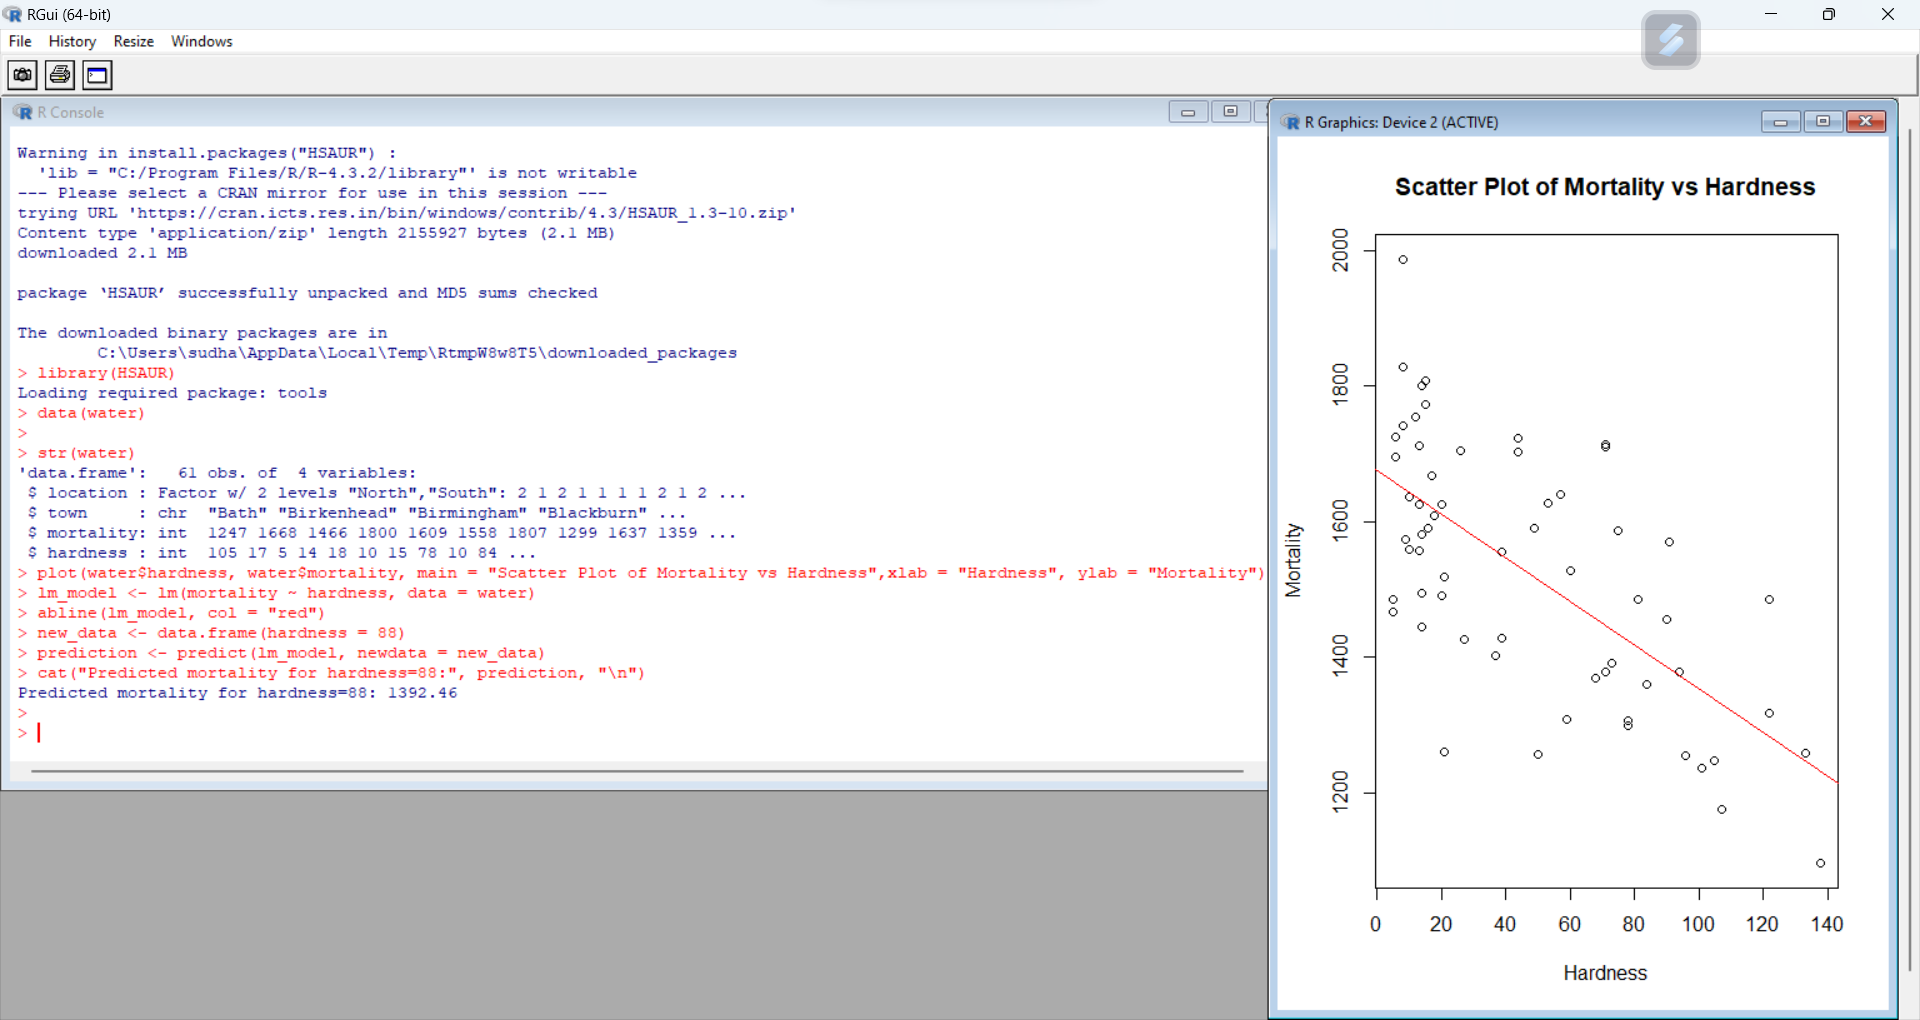 RGui (64-bit)
File History Resize Windows
R Console
Warning in install.packages("HSAUR") :
  'lib = "C:/Program Files/R/R-4.3.2/library"' is not writable
--- Please select a CRAN mirror for use in this session ---
trying URL 'https://cran.icts.res.in/bin/windows/contrib/4.3/HSAUR_1.3-10.zip'
Content type 'application/zip' length 2155927 bytes (2.1 MB)
downloaded 2.1 MB
package ‘HSAUR’ successfully unpacked and MD5 sums checked
The downloaded binary packages are in
        C:\Users\sudha\AppData\Local\Temp\RtmpW8w8T5\downloaded_packages
> library(HSAUR)
Loading required package: tools
> data(water)
>
> str(water)
'data.frame':   61 obs. of  4 variables:
 $ location : Factor w/ 2 levels "North","South": 2 1 2 1 1 1 1 2 1 2 ...
 $ town     : chr  "Bath" "Birkenhead" "Birmingham" "Blackburn" ...
 $ mortality: int  1247 1668 1466 1800 1609 1558 1807 1299 1637 1359 ...
 $ hardness : int  105 17 5 14 18 10 15 78 10 84 ...
> plot(water$hardness, water$mortality, main = "Scatter Plot of Mortality vs Hardness",xlab = "Hardness", ylab = "Mortality")
> lm_model <- lm(mortality ~ hardness, data = water)
> abline(lm_model, col = "red")
> new_data <- data.frame(hardness = 88)
> prediction <- predict(lm_model, newdata = new_data)
> cat("Predicted mortality for hardness=88:", prediction, "\n")
Predicted mortality for hardness=88: 1392.46
>
>
R Graphics: Device 2 (ACTIVE)
Scatter Plot of Mortality vs Hardness
Mortality
2000
1800
1600
1400
1200
0 20 40 60 80 100 120 140
Hardness